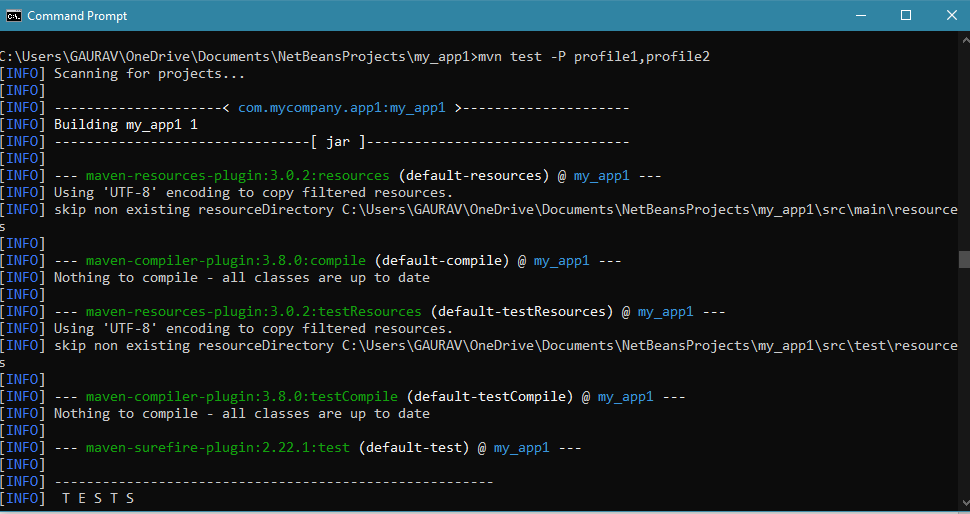 Command Prompt
C:\Users\GAURAV\OneDrive\Documents\NetBeansProjects\my_app1>mvn test -P profile1,profile2
[INFO] Scanning for projects...
[INFO]
[INFO] ---------------------< com.mycompany.app1:my_app1 >---------------------
[INFO] Building my_app1 1
[INFO] --------------------------------[ jar ]---------------------------------
[INFO]
[INFO] --- maven-resources-plugin:3.0.2:resources (default-resources) @ my_app1 ---
[INFO] Using 'UTF-8' encoding to copy filtered resources.
[INFO] skip non existing resourceDirectory C:\Users\GAURAV\OneDrive\Documents\NetBeansProjects\my_app1\src\main\resource
s
[INFO]
[INFO] --- maven-compiler-plugin:3.8.0:compile (default-compile) @ my_app1 ---
[INFO] Nothing to compile - all classes are up to date
[INFO]
[INFO] --- maven-resources-plugin:3.0.2:testResources (default-testResources) @ my_app1 ---
[INFO] Using 'UTF-8' encoding to copy filtered resources.
[INFO] skip non existing resourceDirectory C:\Users\GAURAV\OneDrive\Documents\NetBeansProjects\my_app1\src\test\resource
s
[INFO]
[INFO] --- maven-compiler-plugin:3.8.0:testCompile (default-testCompile) @ my_app1 ---
[INFO] Nothing to compile - all classes are up to date
[INFO]
[INFO] --- maven-surefire-plugin:2.22.1:test (default-test) @ my_app1 ---
[INFO]
[INFO] -------------------------------------------------------
[INFO]  T E S T S